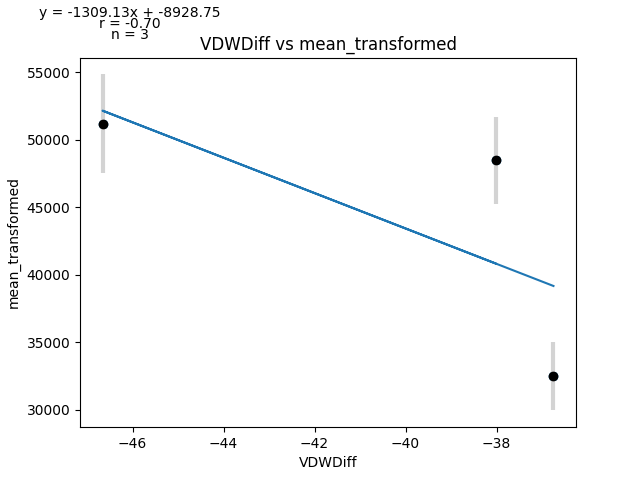 y = -1309.13x + -8928.75
r = -0.70
n = 3
VDWDiff vs mean_transformed
55000
50000
45000
40000
35000
30000
mean_transformed
−46 −44 −42 −40 −38
VDWDiff